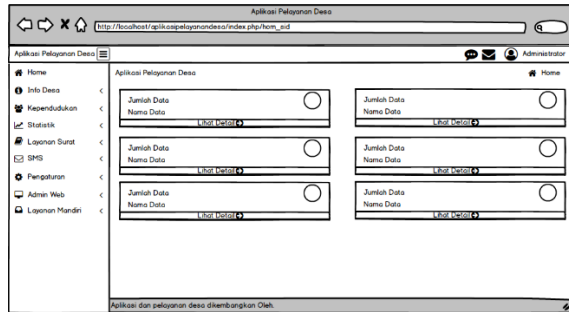 Aplikasi Pelayanan Desa
http://localhost/aplikasipelayanandesa/index.php/hom_sid
Aplikasi Pelayanan Desa
Administrator
Home
Info Desa
Kependudukan
Statistik
Layanan Surat
SMS
Pengaturan
Admin Web
Layanan Mandiri
Aplikasi Pelayanan Desa
Home
Jumlah Data
Nama Data
Lihat Detail
Jumlah Data
Nama Data
Lihat Detail
Jumlah Data
Nama Data
Lihat Detail
Jumlah Data
Nama Data
Lihat Detail
Jumlah Data
Nama Data
Lihat Detail
Jumlah Data
Nama Data
Lihat Detail
Aplikasi dan pelayanan desa dikembangkan Oleh.